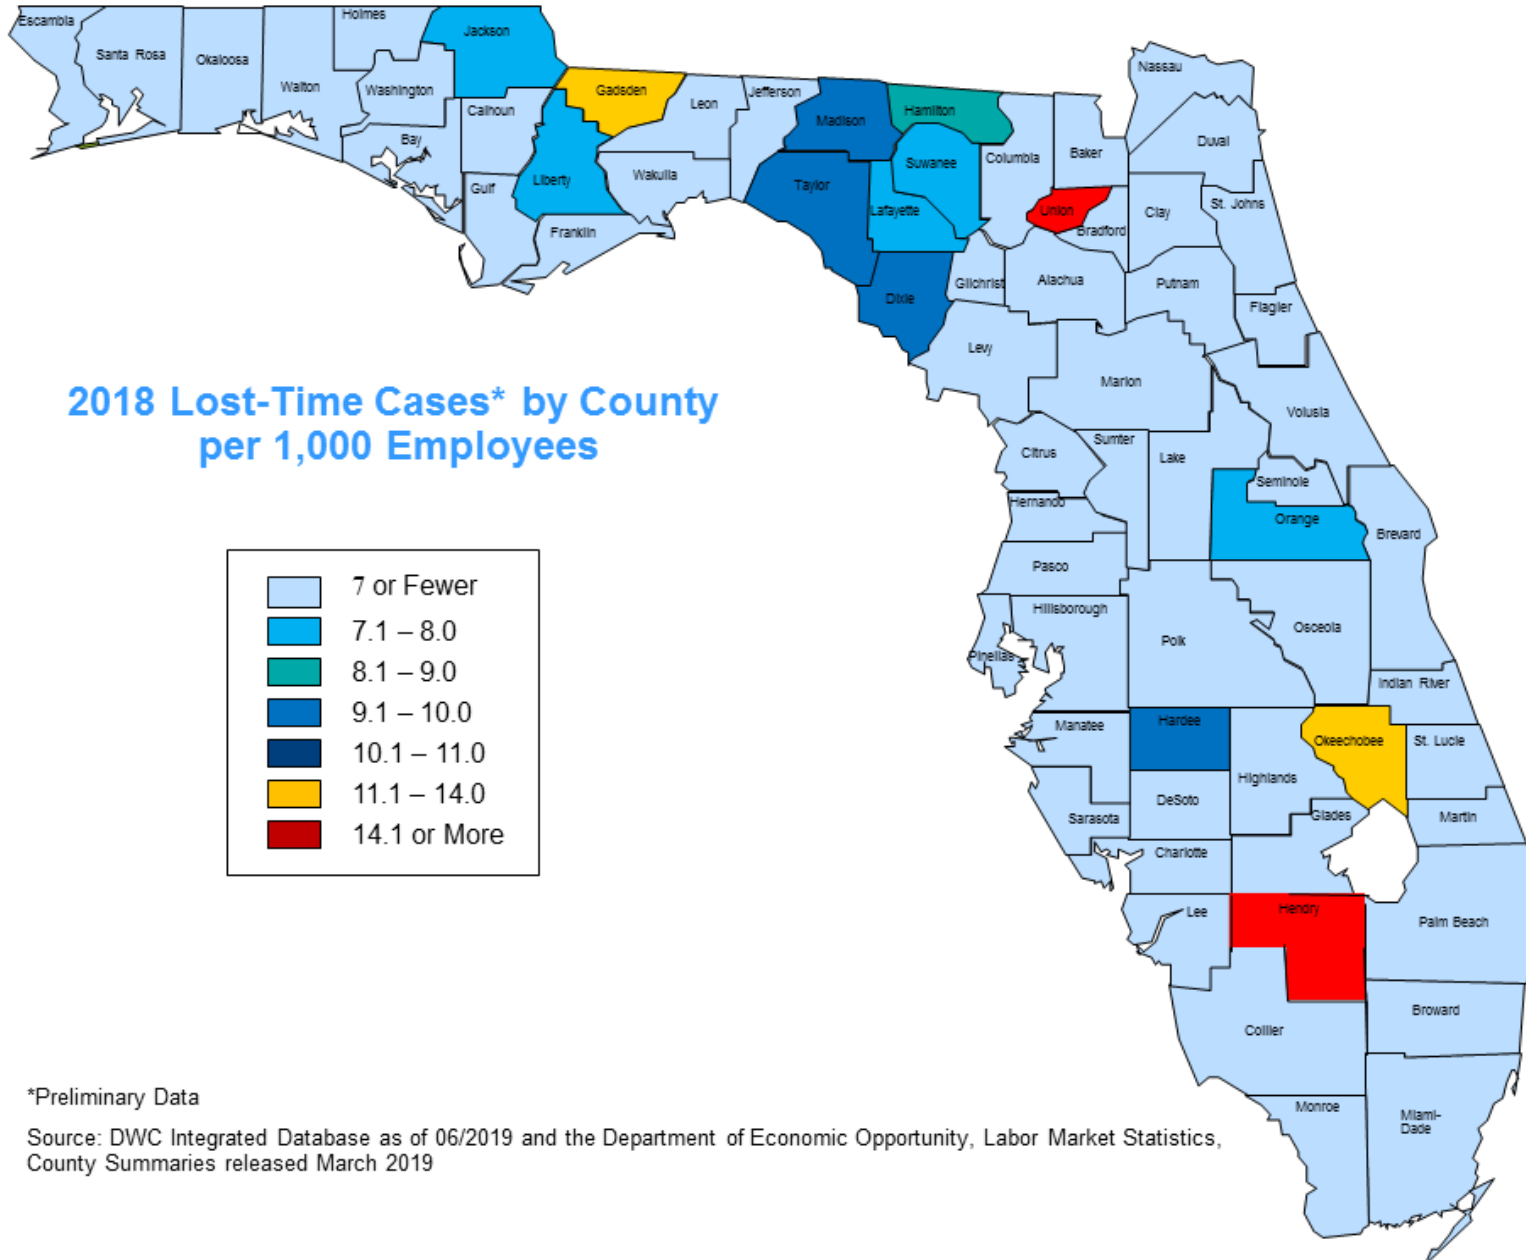 Escambia
Santa Rosa
Okaloosa
Walton
Holmes
Washington
Bay
Jackson
Calhoun
Gulf
Liberty
Gadsden
Franklin
Leon
Wakulla
Jefferson
Madison
Taylor
Hamilton
Suwanee
Lafayette
Dixie
Columbia
Baker
Union
Bradford
Nassau
Duval
Clay
St. Johns
Gilchrist
Alachua
Putnam
Flagler
Levy
Marion
Volusia
Citrus
Sumter
Lake
Seminole
Orange
Hernando
Brevard
Pasco
Hillsborough
Pinellas
Polk
Osceola
Indian River
Manatee
Hardee
Highlands
Okeechobee
St. Lucie
Sarasota
DeSoto
Glades
Martin
Charlotte
Lee
Hendry
Palm Beach
Collier
Broward
Monroe
Miami-
Dade
2018 Lost-Time Cases* by County
per 1,000 Employees
7 or Fewer
7.1 – 8.0
8.1 – 9.0
9.1 – 10.0
10.1 – 11.0
11.1 – 14.0
14.1 or More
*Preliminary Data
Source: DWC Integrated Database as of 06/2019 and the Department of Economic Opportunity, Labor Market Statistics,
County Summaries released March 2019